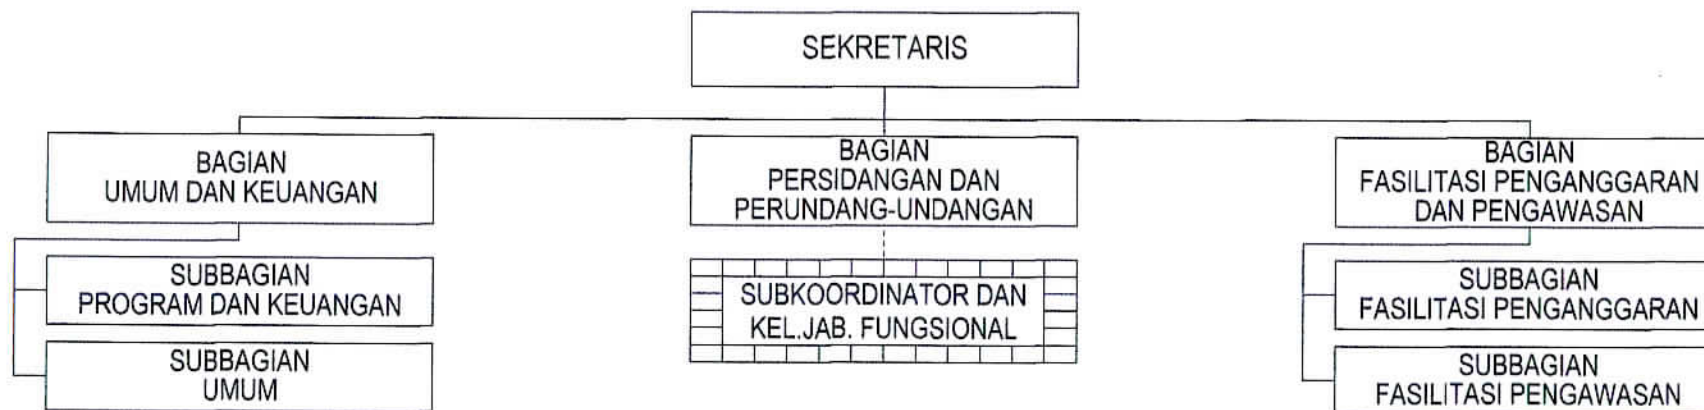 SEKRETARIS
BAGIAN
UMUM DAN KEUANGAN
SUBBAGIAN
PROGRAM DAN KEUANGAN
SUBBAGIAN
UMUM
BAGIAN
PERSIDANGAN DAN
PERUNDANG-UNDANGAN
SUBKOORDINATOR DAN
KEL.JAB. FUNGSIONAL
BAGIAN
FASILITASI PENGANGGARAN
DAN PENGAWASAN
SUBBAGIAN
FASILITASI PENGANGGARAN
SUBBAGIAN
FASILITASI PENGAWASAN